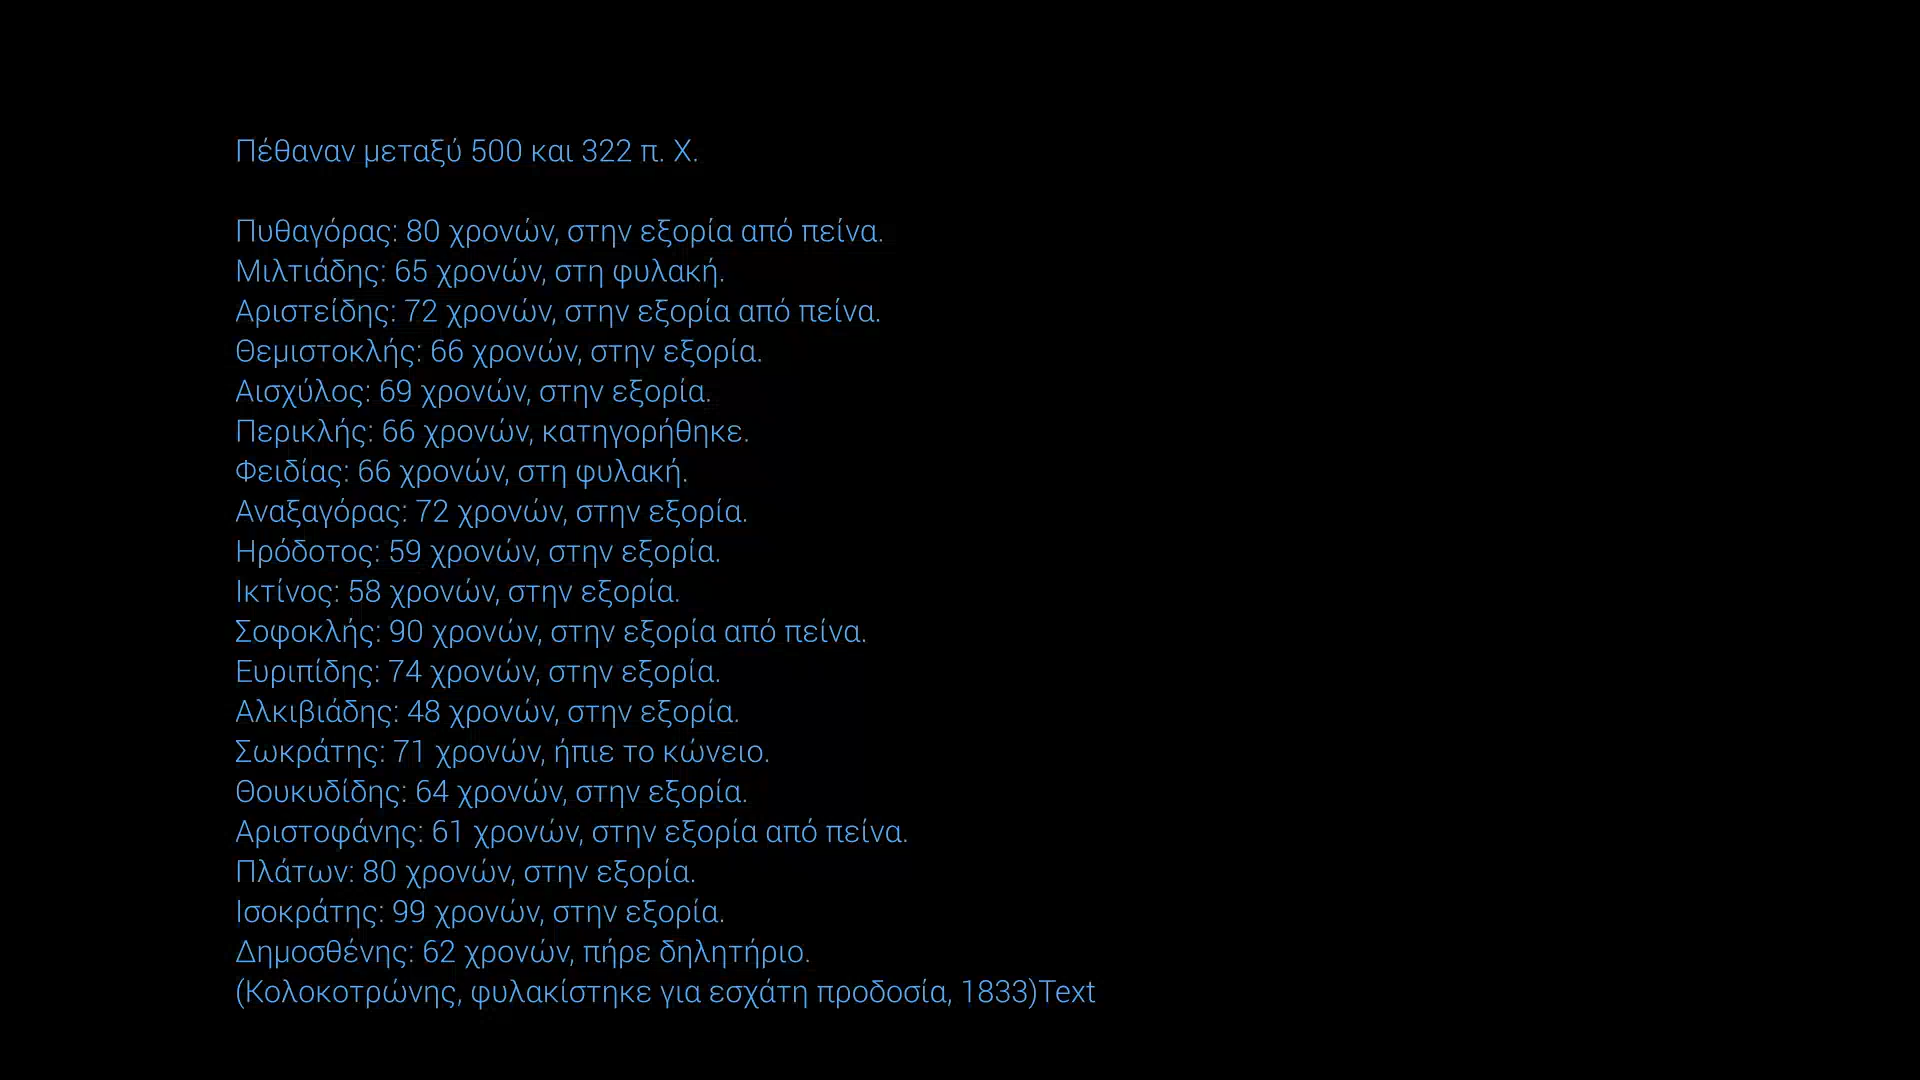 Πέθαναν μεταξύ 500 και 322 π. Χ.
Πυθαγόρας: 80 χρονών, στην εξορία από πείνα.
Μιλτιάδης: 65 χρονών, στη φυλακή.
Αριστείδης: 72 χρονών, στην εξορία από πείνα.
Θεμιστοκλής: 66 χρονών, στην εξορία.
Αισχύλος: 69 χρονών, στην εξορία.
Περικλής: 66 χρονών, κατηγορήθηκε.
Φειδίας: 66 χρονών, στη φυλακή.
Αναξαγόρας: 72 χρονών, στην εξορία.
Ηρόδοτος: 59 χρονών, στην εξορία.
Ικτίνος: 58 χρονών, στην εξορία.
Σοφοκλής: 90 χρονών, στην εξορία από πείνα.
Ευριπίδης: 74 χρονών, στην εξορία.
Αλκιβιάδης: 48 χρονών, στην εξορία.
Σωκράτης: 71 χρονών, ήπιε το κώνειο.
Θουκυδίδης: 64 χρονών, στην εξορία.
Αριστοφάνης: 61 χρονών, στην εξορία από πείνα.
Πλάτων: 80 χρονών, στην εξορία.
Ισοκράτης: 99 χρονών, στην εξορία.
Δημοσθένης: 62 χρονών, πήρε δηλητήριο.
(Κολοκοτρώνης, φυλακίστηκε για εσχάτη προδοσία, 1833)Text